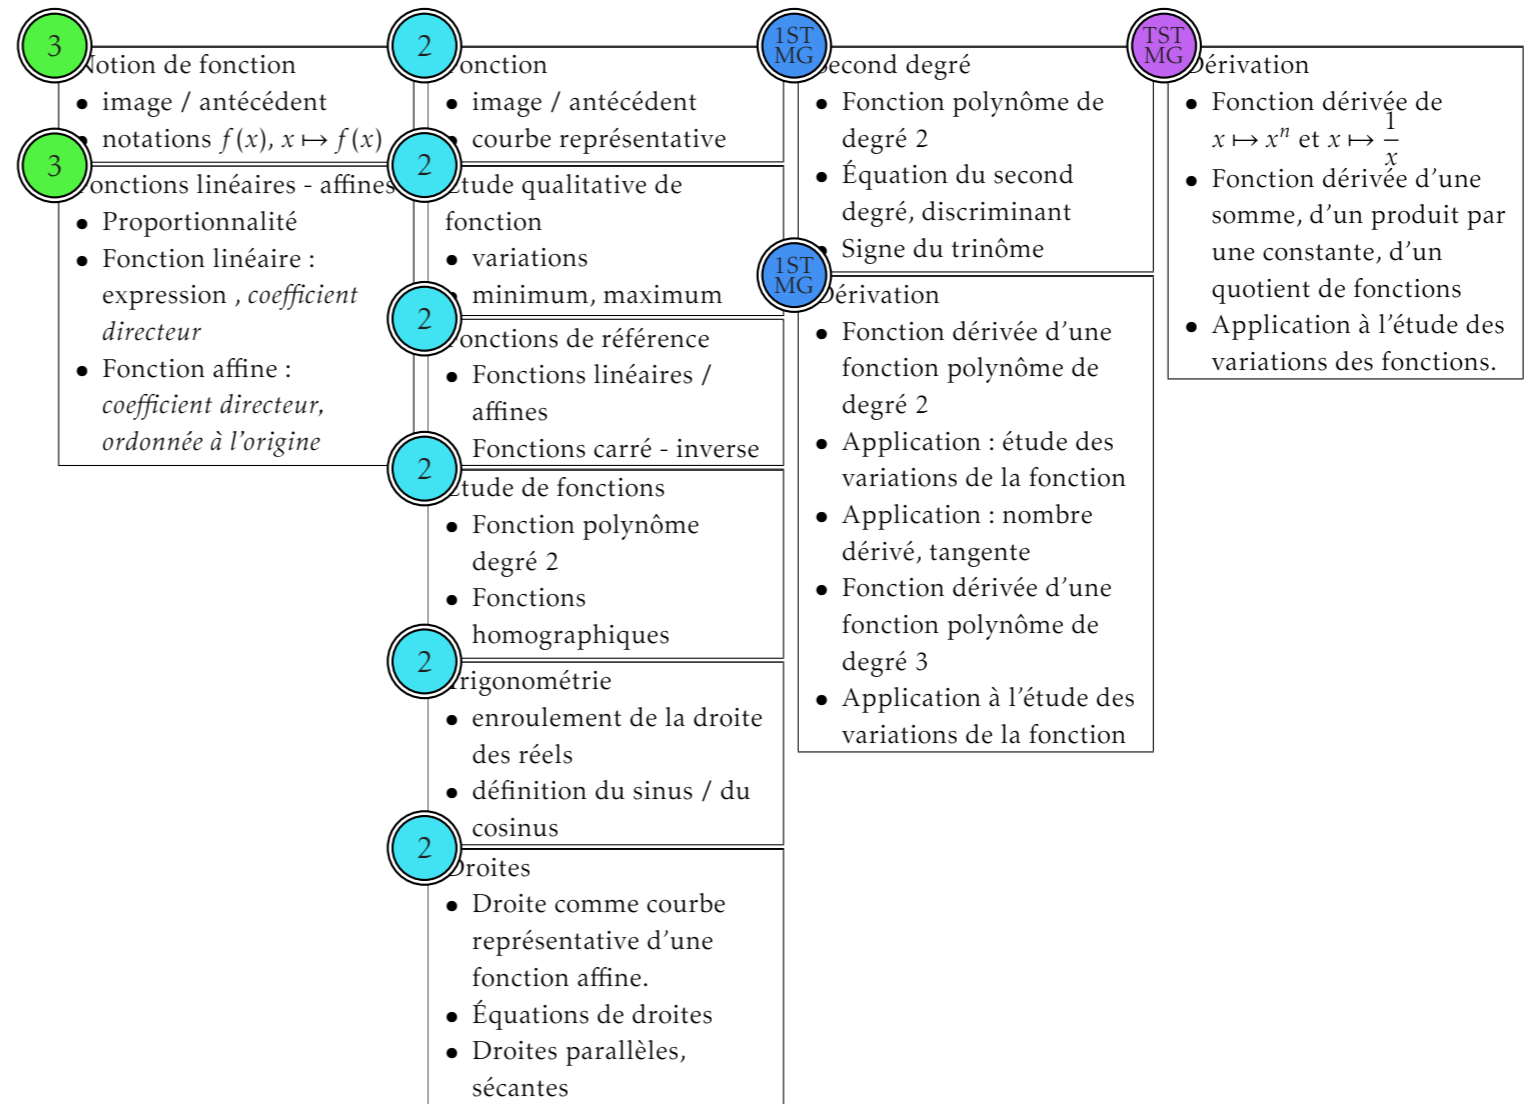 3
Notion de fonction
• image / antécédent
• notations f(x), x ↦ f(x)
3
Fonctions linéaires - affines
• Proportionnalité
• Fonction linéaire :
expression , coefficient
directeur
• Fonction affine :
coefficient directeur,
ordonnée à l'origine
2
Fonction
• image / antécédent
• courbe représentative
2
Étude qualitative de
fonction
• variations
• minimum, maximum
2
Fonctions de référence
• Fonctions linéaires /
affines
Fonctions carré - inverse
2
Étude de fonctions
• Fonction polynôme
degré 2
• Fonctions
homographiques
2
Trigonométrie
• enroulement de la droite
des réels
• définition du sinus / du
cosinus
2
Droites
• Droite comme courbe
représentative d'une
fonction affine.
• Équations de droites
• Droites parallèles,
sécantes
1ST
MG
Second degré
• Fonction polynôme de
degré 2
• Équation du second
degré, discriminant
• Signe du trinôme
1ST
MG
Dérivation
• Fonction dérivée d'une
fonction polynôme de
degré 2
• Application : étude des
variations de la fonction
• Application : nombre
dérivé, tangente
• Fonction dérivée d'une
fonction polynôme de
degré 3
• Application à l'étude des
variations de la fonction
TST
MG
Dérivation
• Fonction dérivée de
x ↦ xⁿ et x ↦ 1/x
• Fonction dérivée d'une
somme, d'un produit par
une constante, d'un
quotient de fonctions
• Application à l'étude des
variations des fonctions.